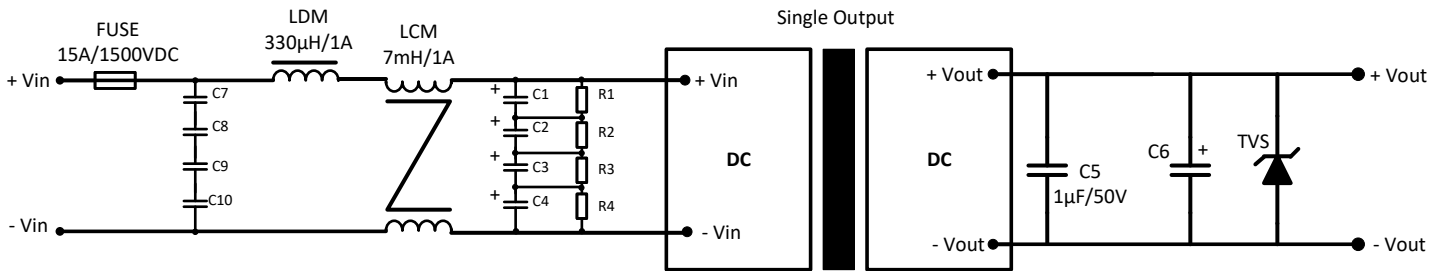 Single Output
FUSE
15A/1500VDC
LDM
330µH/1A
LCM
7mH/1A
+ Vin
C7
C8
C9
C10
- Vin
+
C1
R1
+
C2
R2
+
C3
R3
+
C4
R4
+ Vin
DC
- Vin
+ Vout
DC
- Vout
C5
1µF/50V
C6
+
TVS
+ Vout
- Vout